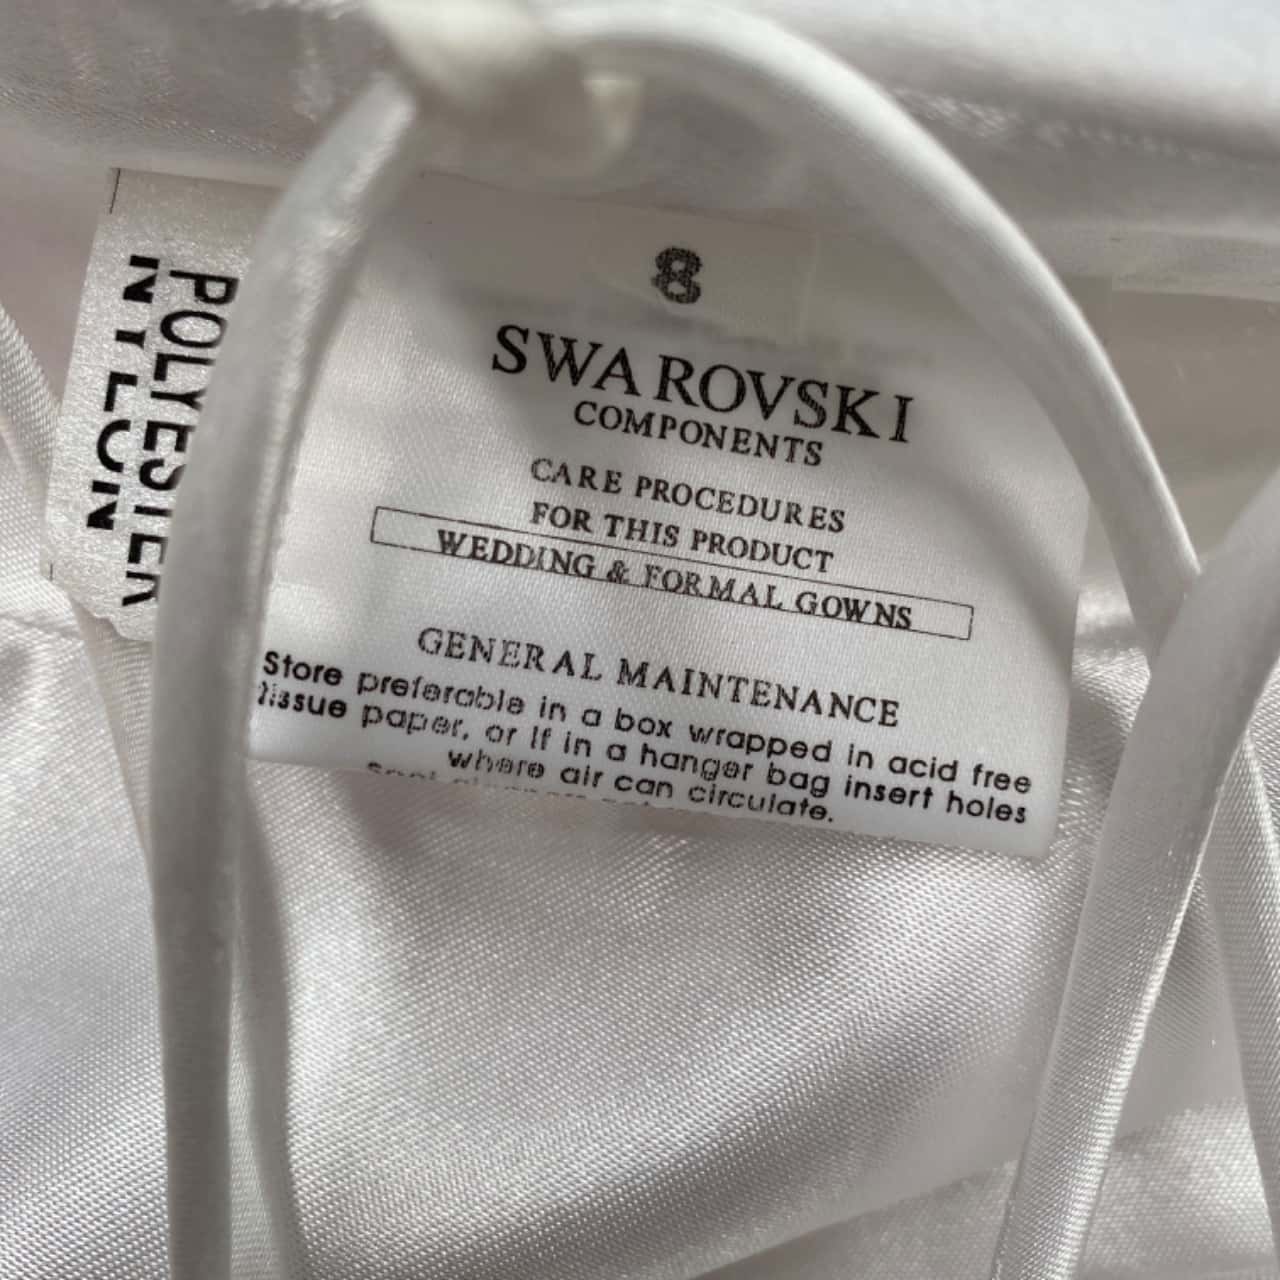 POLYESTER
NYLON
8
SWAROVSKI
COMPONENTS
CARE PROCEDURES
FOR THIS PRODUCT
WEDDING & FORMAL GOWNS
GENERAL MAINTENANCE
Store preferable in a box wrapped in acid free
tissue paper, or if in a hanger bag insert holes
where air can circulate.